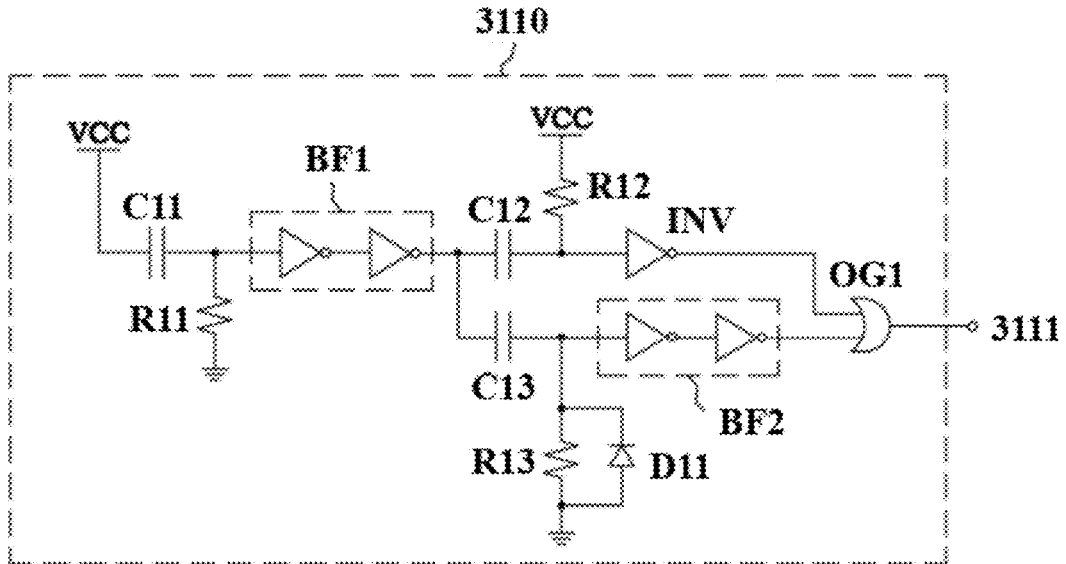 3110
VCC
VCC
BF1
R12
C11
C12
INV
OG1
R11
3111
C13
BF2
R13
D11